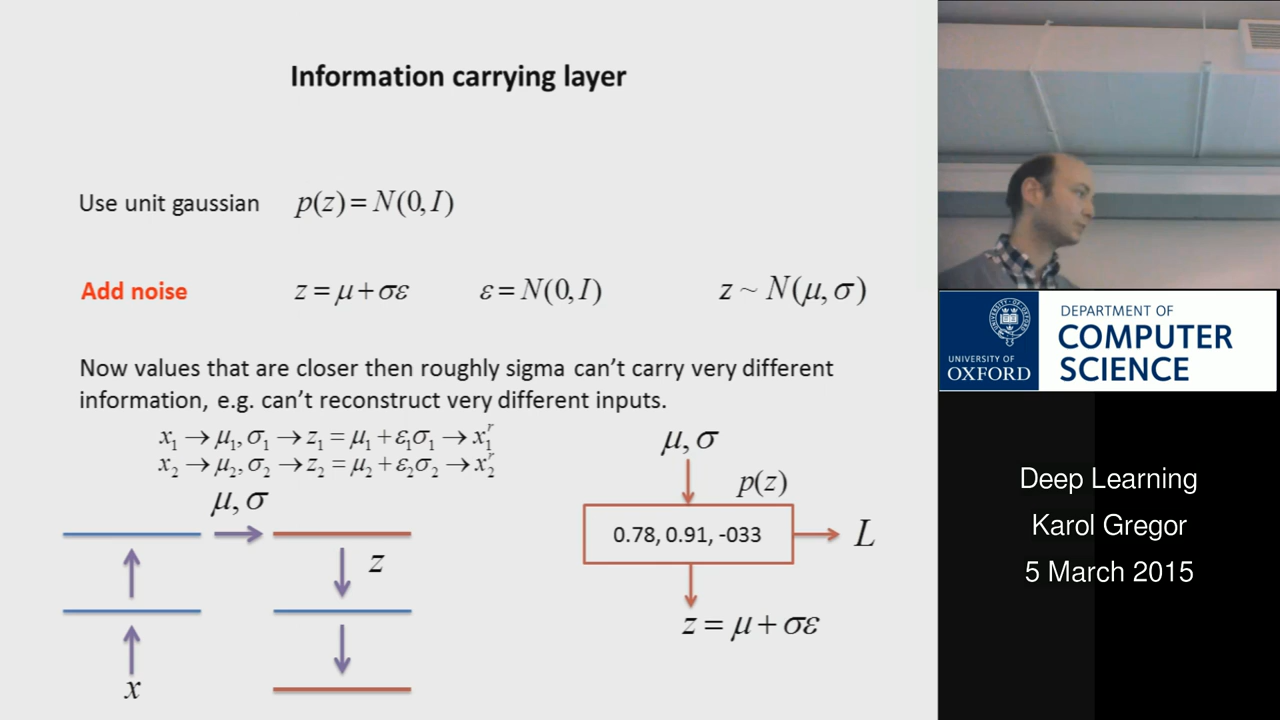 Information carrying layer
Use unit gaussian p(z) = N(0, I)
Add noise z = μ + σε ε = N(0, I) z ~ N(μ, σ)
Now values that are closer then roughly sigma can't carry very different
information, e.g. can't reconstruct very different inputs.
x₁ → μ₁, σ₁ → z₁ = μ₁ + ε₁σ₁ → x₁ʳ
x₂ → μ₂, σ₂ → z₂ = μ₂ + ε₂σ₂ → x₂ʳ
μ, σ
z
x
μ, σ
p(z)
0.78, 0.91, -033
L
z = μ + σε
UNIVERSITY OF
OXFORD
DEPARTMENT OF
COMPUTER
SCIENCE
Deep Learning
Karol Gregor
5 March 2015